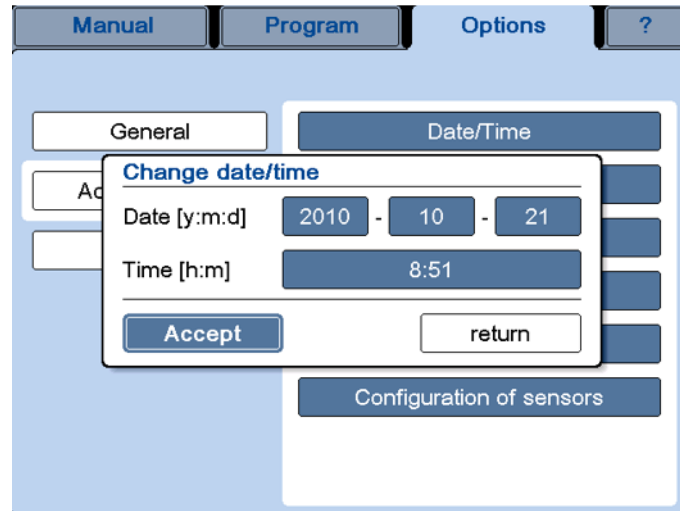 Manual Program Options ?
General
Date/Time
Change date/time
Date [y:m:d] 2010 - 10 - 21
Time [h:m] 8:51
Accept return
Configuration of sensors